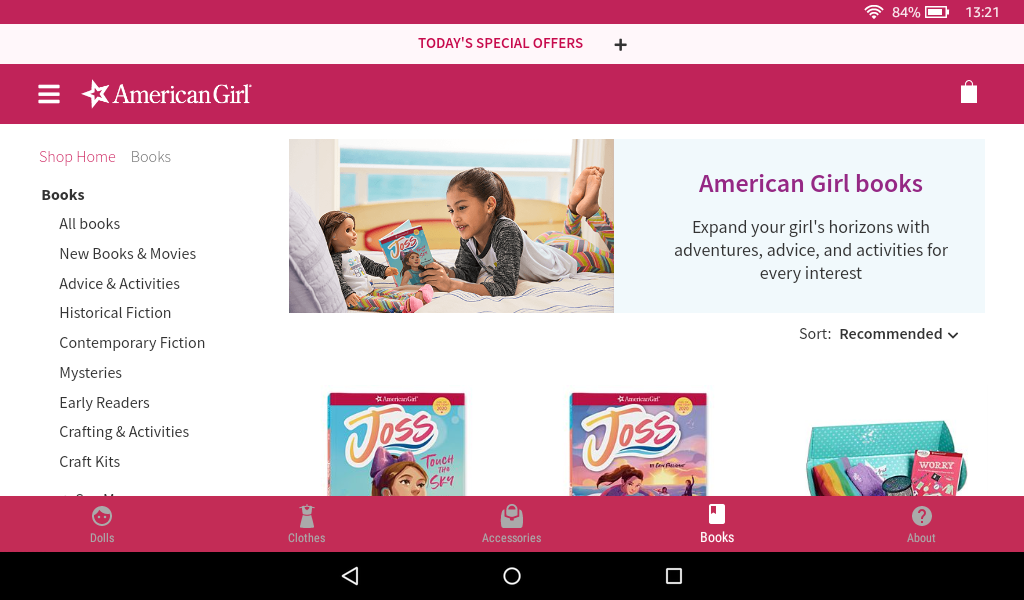 84% 13:21
TODAY'S SPECIAL OFFERS +
American Girl
Shop Home Books
Books
All books
New Books & Movies
Advice & Activities
Historical Fiction
Contemporary Fiction
Mysteries
Early Readers
Crafting & Activities
Craft Kits
Joss
American Girl books
Expand your girl's horizons with
adventures, advice, and activities for
every interest
Sort: Recommended
American Girl
2020
Joss
TOUCH
THE
SKY
American Girl
2020
Joss
WORRY
Dolls
Clothes
Accessories
Books
About